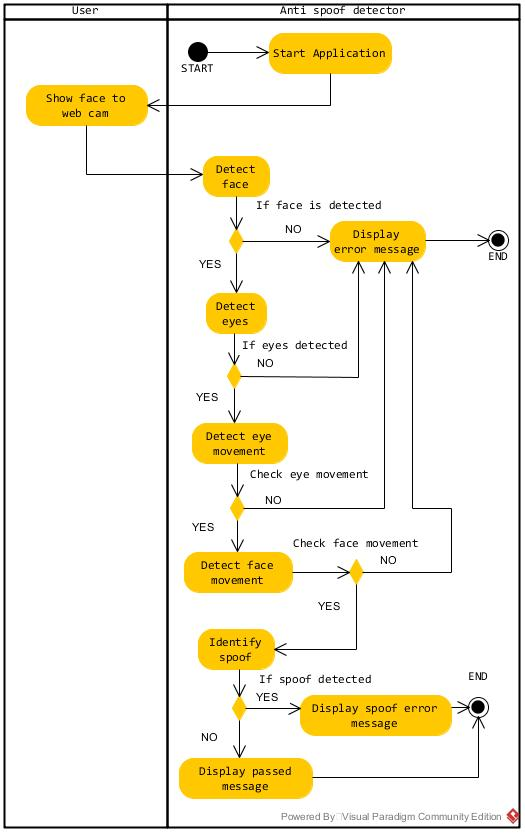 User
Anti spoof detector
START
Start Application
Show face to
web cam
Detect
face
If face is detected
NO
Display
error message
END
YES
Detect
eyes
If eyes detected
NO
YES
Detect eye
movement
Check eye movement
NO
YES
Check face movement
NO
Detect face
movement
YES
Identify
spoof
If spoof detected
END
YES
Display spoof error
message
NO
Display passed
message
Powered By Visual Paradigm Community Edition